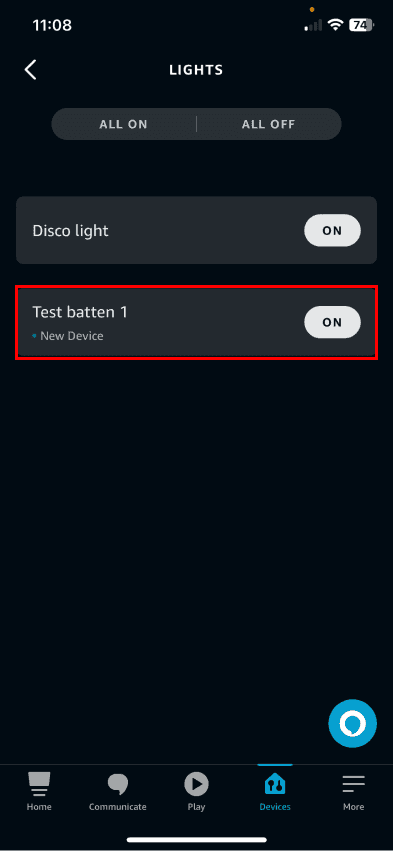 11:08
74
LIGHTS
ALL ON
ALL OFF
Disco light
ON
Test batten 1
ON
New Device
Home
Communicate
Play
Devices
More